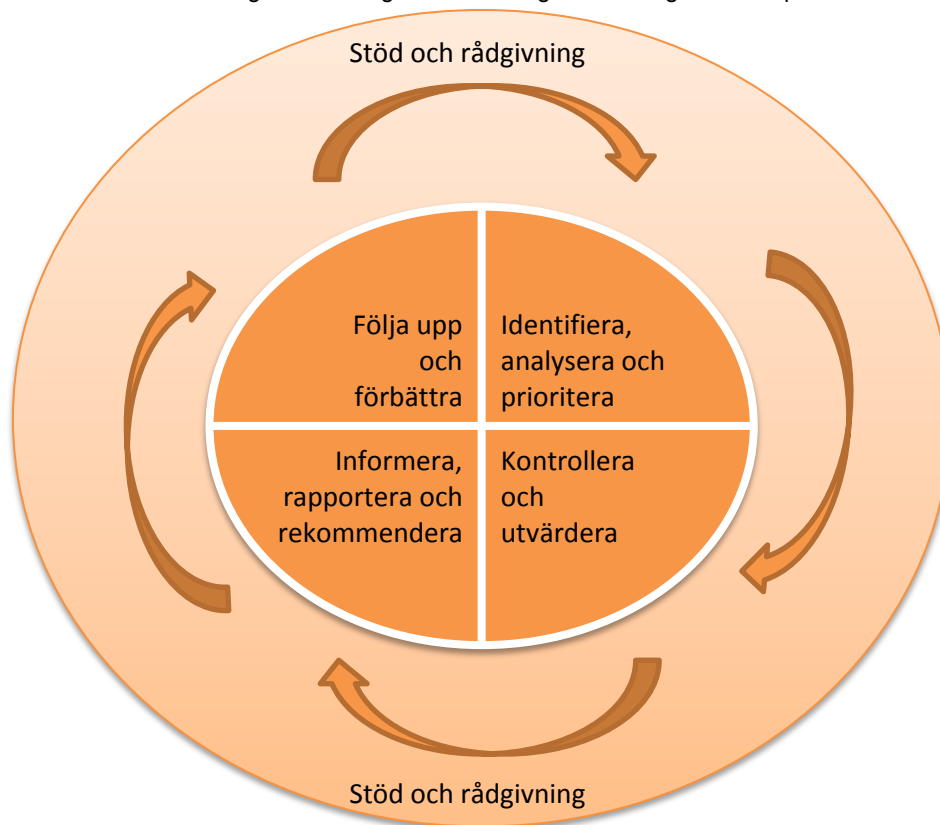 Stöd och rådgivning
Följa upp
och
förbättra
Identifiera,
analysera och
prioritera
Informera,
rapportera och
rekommendera
Kontrollera
och
utvärdera
Stöd och rådgivning